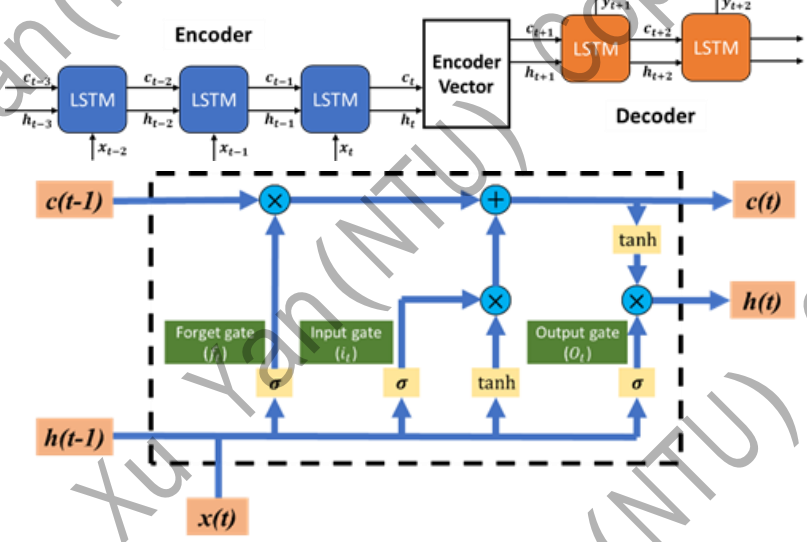 Encoder
y_{t+1}
y_{t+2}
c_{t-3}
LSTM
c_{t-2}
LSTM
c_{t-1}
LSTM
c_t
h_{t-3}
h_{t-2}
h_{t-1}
h_t
x_{t-2}
x_{t-1}
x_t
Encoder
Vector
c_{t+1}
LSTM
c_{t+2}
LSTM
h_{t+1}
h_{t+2}
Decoder
c(t-1)
×
+
c(t)
tanh
×
×
h(t)
Forget gate
(f_t)
Input gate
(i_t)
Output gate
(O_t)
σ
σ
tanh
σ
h(t-1)
x(t)
Xu Yan (NTU) Cop
(NTU)